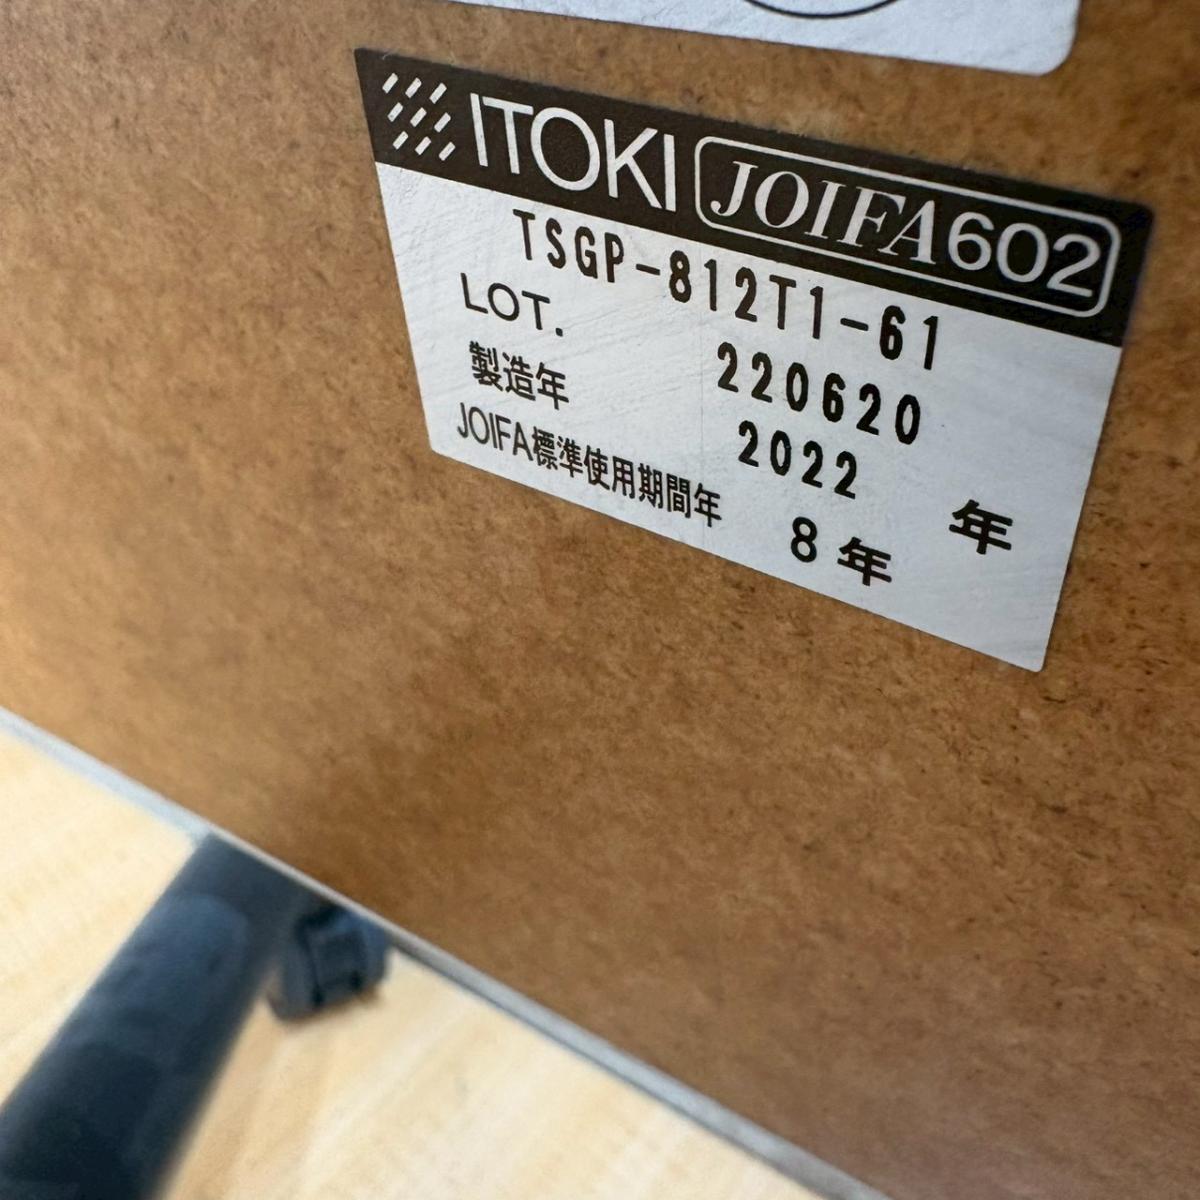 ITOKI JOIFA602
TSGP-812T1-61
LOT. 220620
製造年 2022 年
JOIFA標準使用期間年 8 年